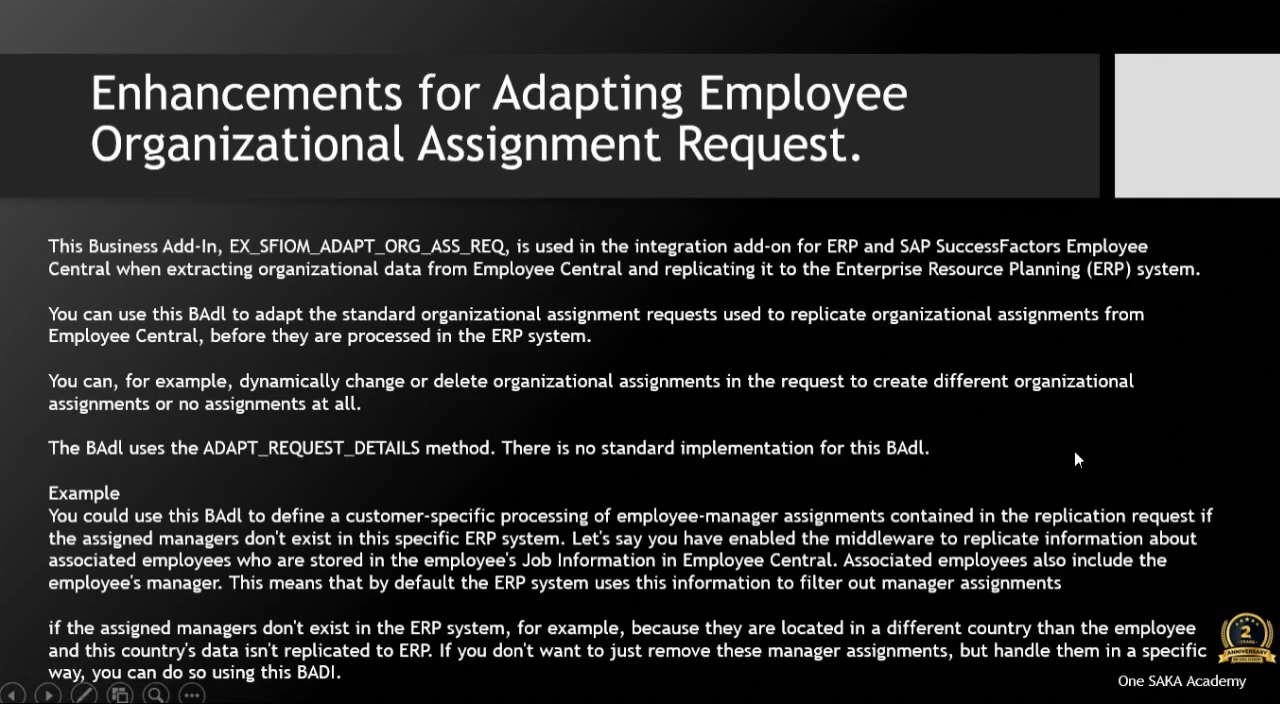 Enhancements for Adapting Employee
Organizational Assignment Request.
This Business Add-In, EX_SFIOM_ADAPT_ORG_ASS_REQ, is used in the integration add-on for ERP and SAP SuccessFactors Employee
Central when extracting organizational data from Employee Central and replicating it to the Enterprise Resource Planning (ERP) system.
You can use this BAdl to adapt the standard organizational assignment requests used to replicate organizational assignments from
Employee Central, before they are processed in the ERP system.
You can, for example, dynamically change or delete organizational assignments in the request to create different organizational
assignments or no assignments at all.
The BAdl uses the ADAPT_REQUEST_DETAILS method. There is no standard implementation for this BAdl.
Example
You could use this BAdl to define a customer-specific processing of employee-manager assignments contained in the replication request if
the assigned managers don't exist in this specific ERP system. Let's say you have enabled the middleware to replicate information about
associated employees who are stored in the employee's Job Information in Employee Central. Associated employees also include the
employee's manager. This means that by default the ERP system uses this information to filter out manager assignments
if the assigned managers don't exist in the ERP system, for example, because they are located in a different country than the employee
and this country's data isn't replicated to ERP. If you don't want to just remove these manager assignments, but handle them in a specific
way, you can do so using this BADI.
2
ANNIVERSARY
One SAKA Academy